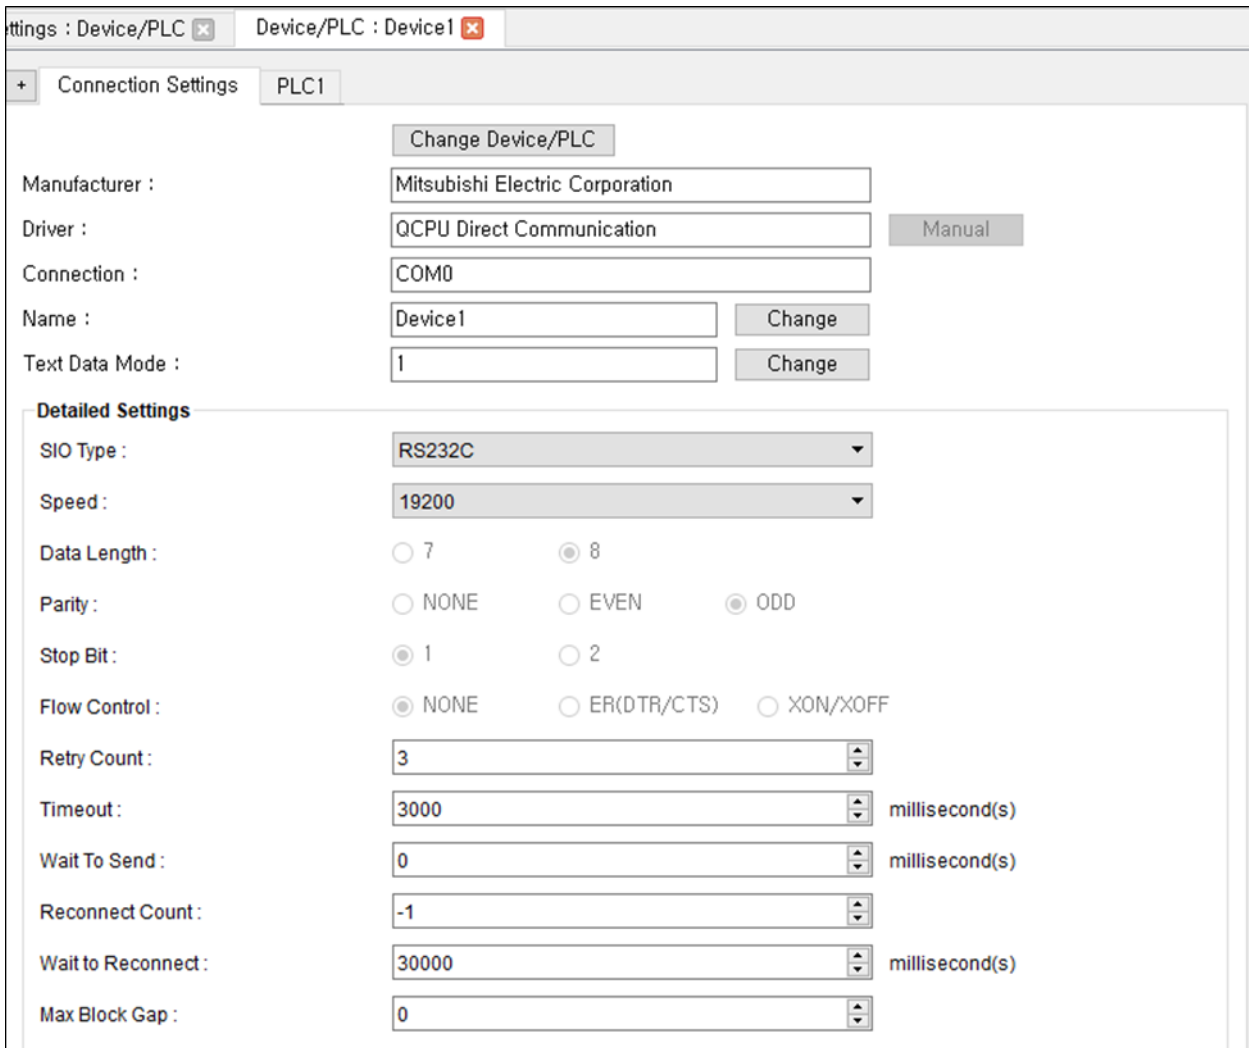 ettings : Device/PLC Device/PLC : Device1
+ Connection Settings PLC1
Change Device/PLC
Manufacturer : Mitsubishi Electric Corporation
Driver : QCPU Direct Communication Manual
Connection : COM0
Name : Device1 Change
Text Data Mode : 1 Change
Detailed Settings
SIO Type : RS232C
Speed : 19200
Data Length : 7 8
Parity : NONE EVEN ODD
Stop Bit : 1 2
Flow Control : NONE ER(DTR/CTS) XON/XOFF
Retry Count : 3
Timeout : 3000 millisecond(s)
Wait To Send : 0 millisecond(s)
Reconnect Count : -1
Wait to Reconnect : 30000 millisecond(s)
Max Block Gap : 0